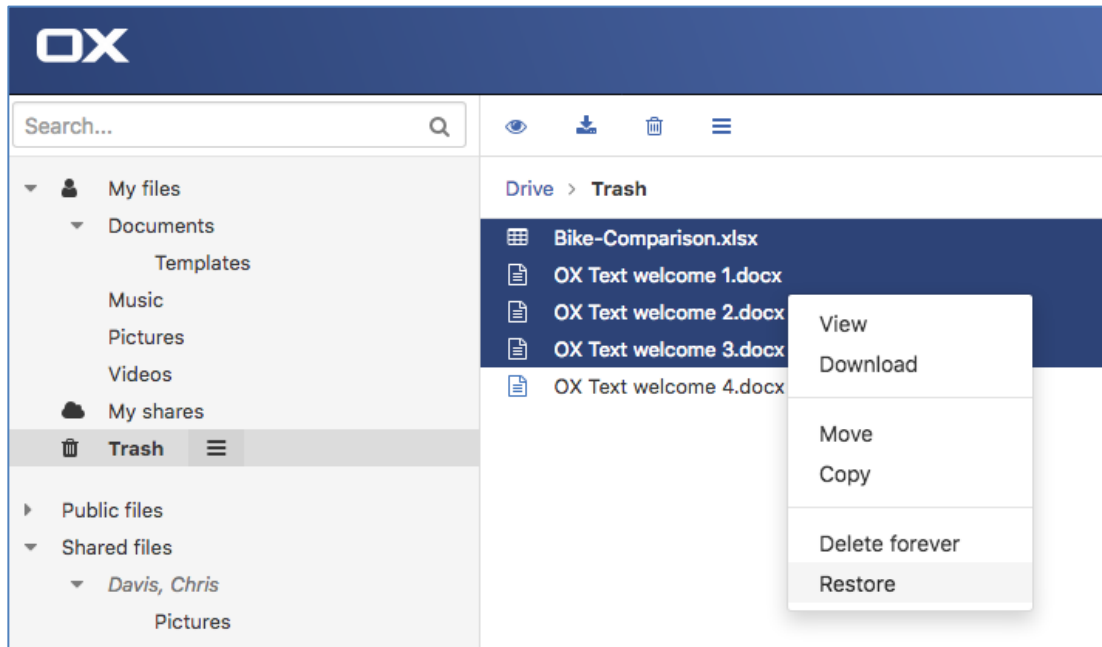 OX
Search...
My files
Documents
Templates
Music
Pictures
Videos
My shares
Trash
Public files
Shared files
Davis, Chris
Pictures
Drive > Trash
Bike-Comparison.xlsx
OX Text welcome 1.docx
OX Text welcome 2.docx
OX Text welcome 3.docx
OX Text welcome 4.docx
View
Download
Move
Copy
Delete forever
Restore